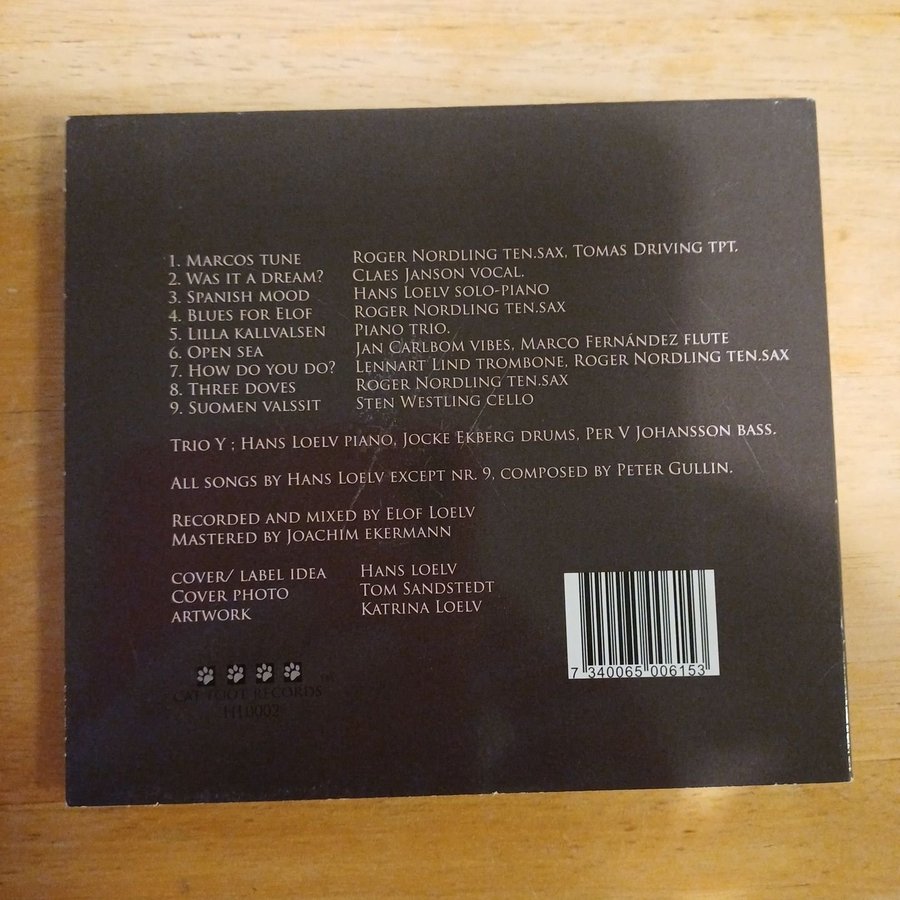 1. Marcos tune Roger Nordling ten.sax, Tomas Driving tpt.
2. Was it a dream? Claes Janson vocal.
3. Spanish mood Hans Loelv solo-piano
4. Blues for Elof Roger Nordling ten.sax
5. Lilla kallvalsen Piano trio.
6. Open sea Jan Carlbom vibes, Marco Fernández flute
7. How do you do? Lennart Lind trombone, Roger Nordling ten.sax
8. Three doves Roger Nordling ten.sax
9. Suomen valssit Sten Westling cello
Trio Y ; Hans Loelv piano, Jocke Ekberg drums, Per V Johansson bass.
All songs by Hans Loelv except nr. 9, composed by Peter Gullin.
Recorded and mixed by Elof Loelv
Mastered by Joachim ekermann
cover/ label idea Hans loelv
Cover photo Tom Sandstedt
artwork Katrina Loelv
7 340065 006153
Cat Foot Records